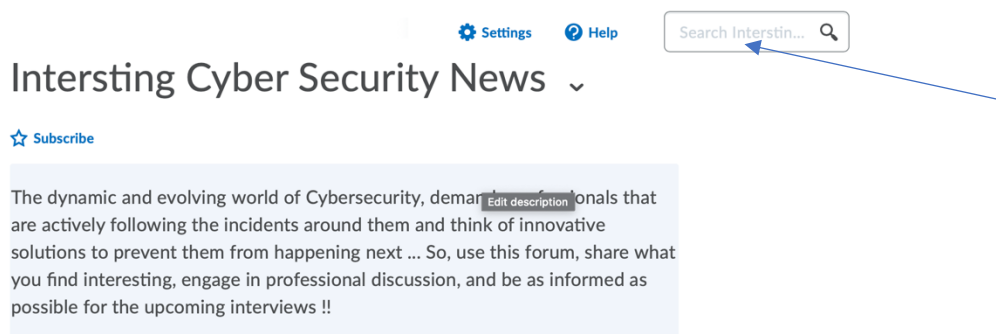 Settings Help Search Interstin...
Intersting Cyber Security News
Subscribe
The dynamic and evolving world of Cybersecurity, that
Edit description
are actively following the incidents around them and think of innovative
solutions to prevent them from happening next ... So, use this forum, share what
you find interesting, engage in professional discussion, and be as informed as
possible for the upcoming interviews !!